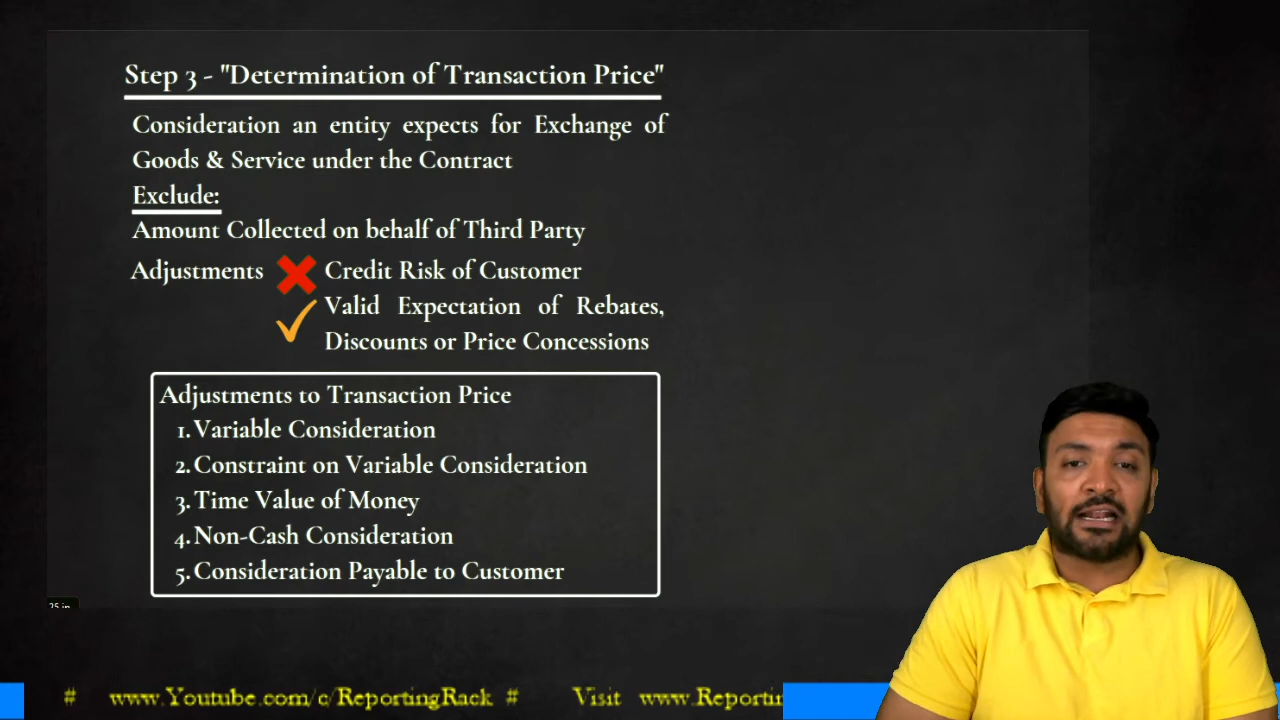 Step 3 - "Determination of Transaction Price"
Consideration an entity expects for Exchange of
Goods & Service under the Contract
Exclude:
Amount Collected on behalf of Third Party
Adjustments ❌ Credit Risk of Customer
Valid Expectation of Rebates,
Discounts or Price Concessions
Adjustments to Transaction Price
1. Variable Consideration
2. Constraint on Variable Consideration
3. Time Value of Money
4. Non-Cash Consideration
5. Consideration Payable to Customer
# www.Youtube.com/c/ReportingRack # Visit www.Reportin